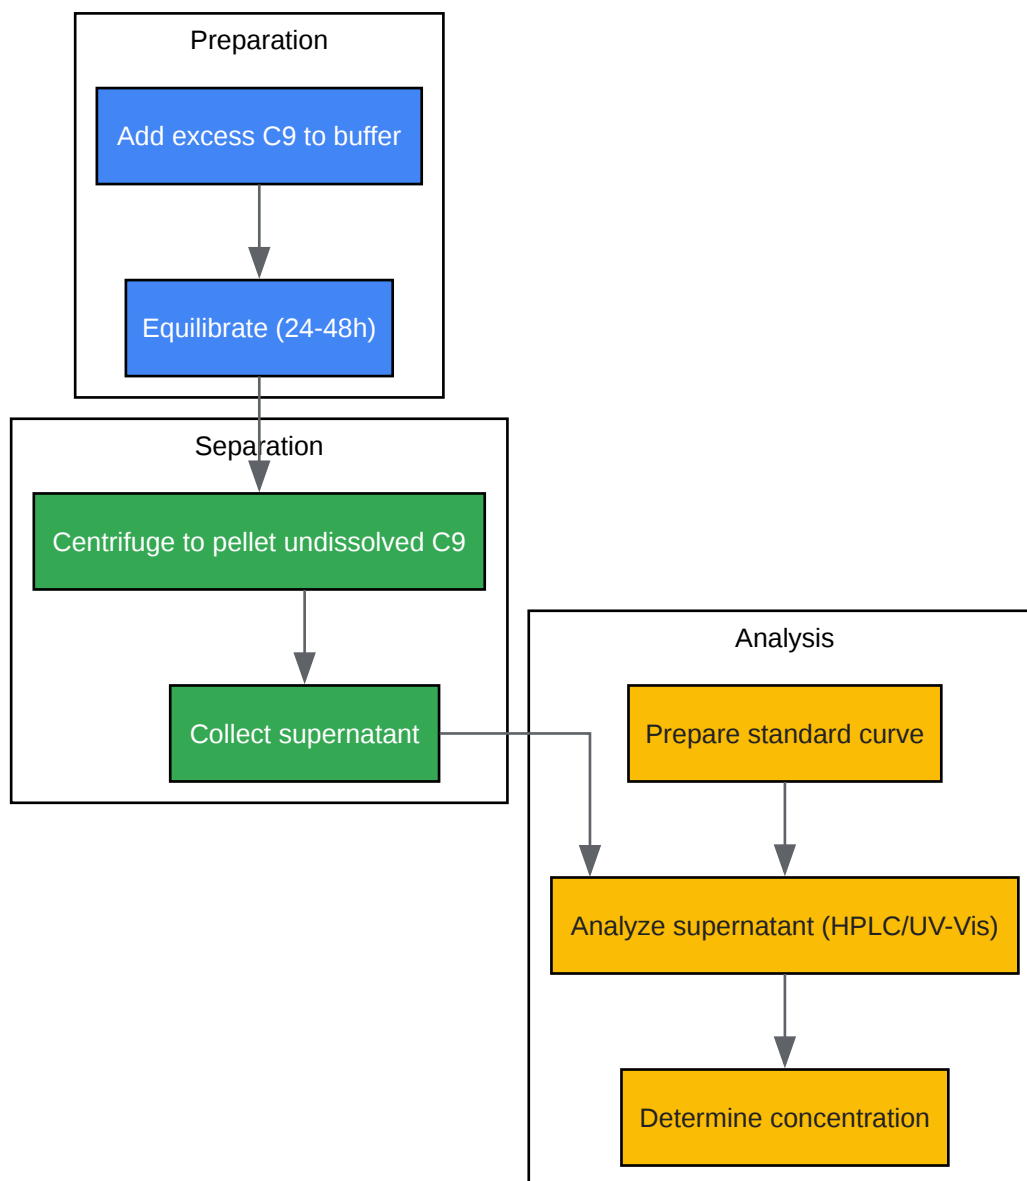 Preparation
Add excess C9 to buffer
Equilibrate (24-48h)
Separation
Centrifuge to pellet undissolved C9
Collect supernatant
Analysis
Prepare standard curve
Analyze supernatant (HPLC/UV-Vis)
Determine concentration